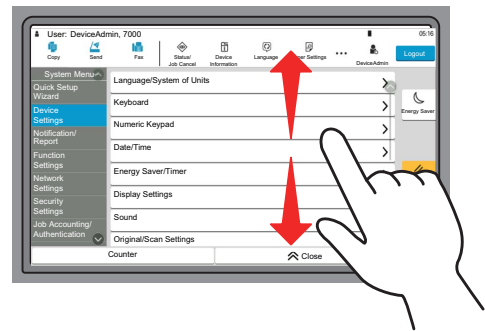 User: DeviceAdmin, 7000
05:16
Copy
Send
Fax
Status/
Job Cancel
Device
Information
Language
Paper Settings
DeviceAdmin
Logout
System Menu
Quick Setup
Wizard
Device
Settings
Notification/
Report
Function
Settings
Network
Settings
Security
Settings
Job Accounting/
Authentication
Language/System of Units
Keyboard
Numeric Keypad
Date/Time
Energy Saver/Timer
Display Settings
Sound
Original/Scan Settings
Energy Saver
Counter
Close